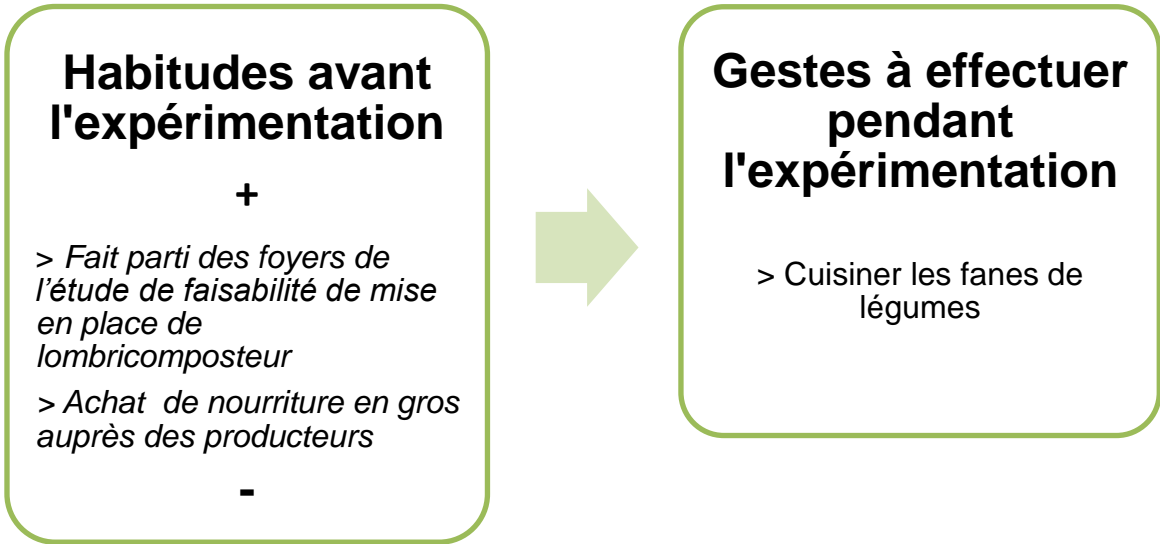 Habitudes avant
l'expérimentation
+
> Fait parti des foyers de
l’étude de faisabilité de mise
en place de
lombricomposteur
> Achat  de nourriture en gros
auprès des producteurs
-
Gestes à effectuer
pendant
l'expérimentation
> Cuisiner les fanes de
légumes